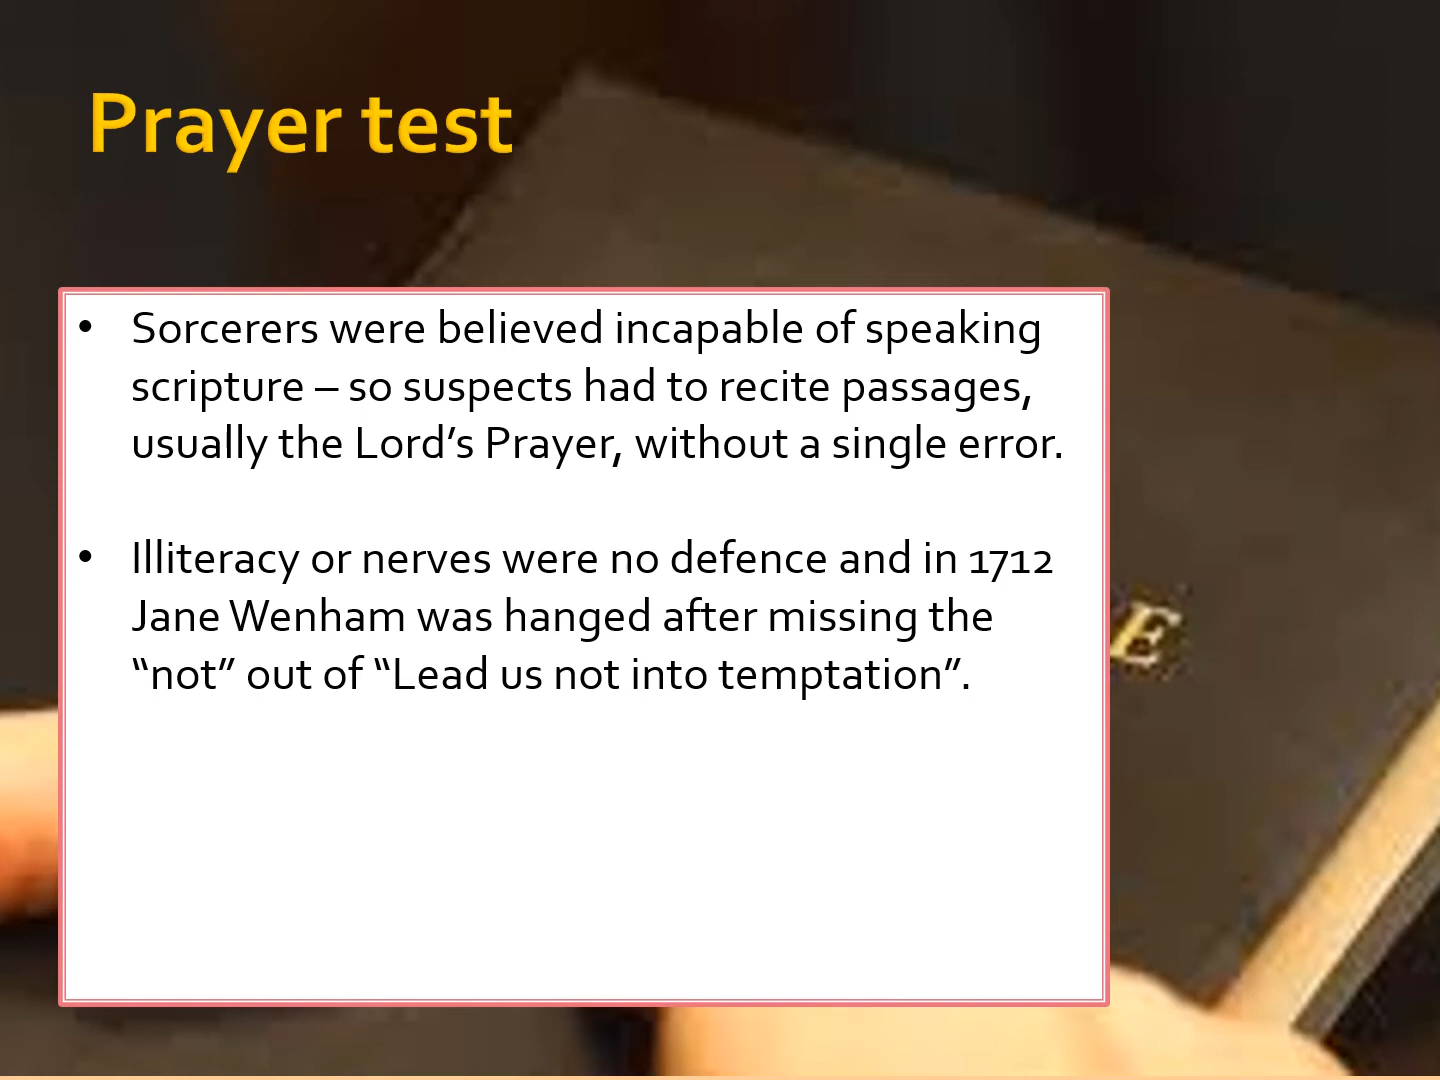 Prayer test
• Sorcerers were believed incapable of speaking
scripture – so suspects had to recite passages,
usually the Lord’s Prayer, without a single error.
• Illiteracy or nerves were no defence and in 1712
Jane Wenham was hanged after missing the
“not” out of “Lead us not into temptation”.
E